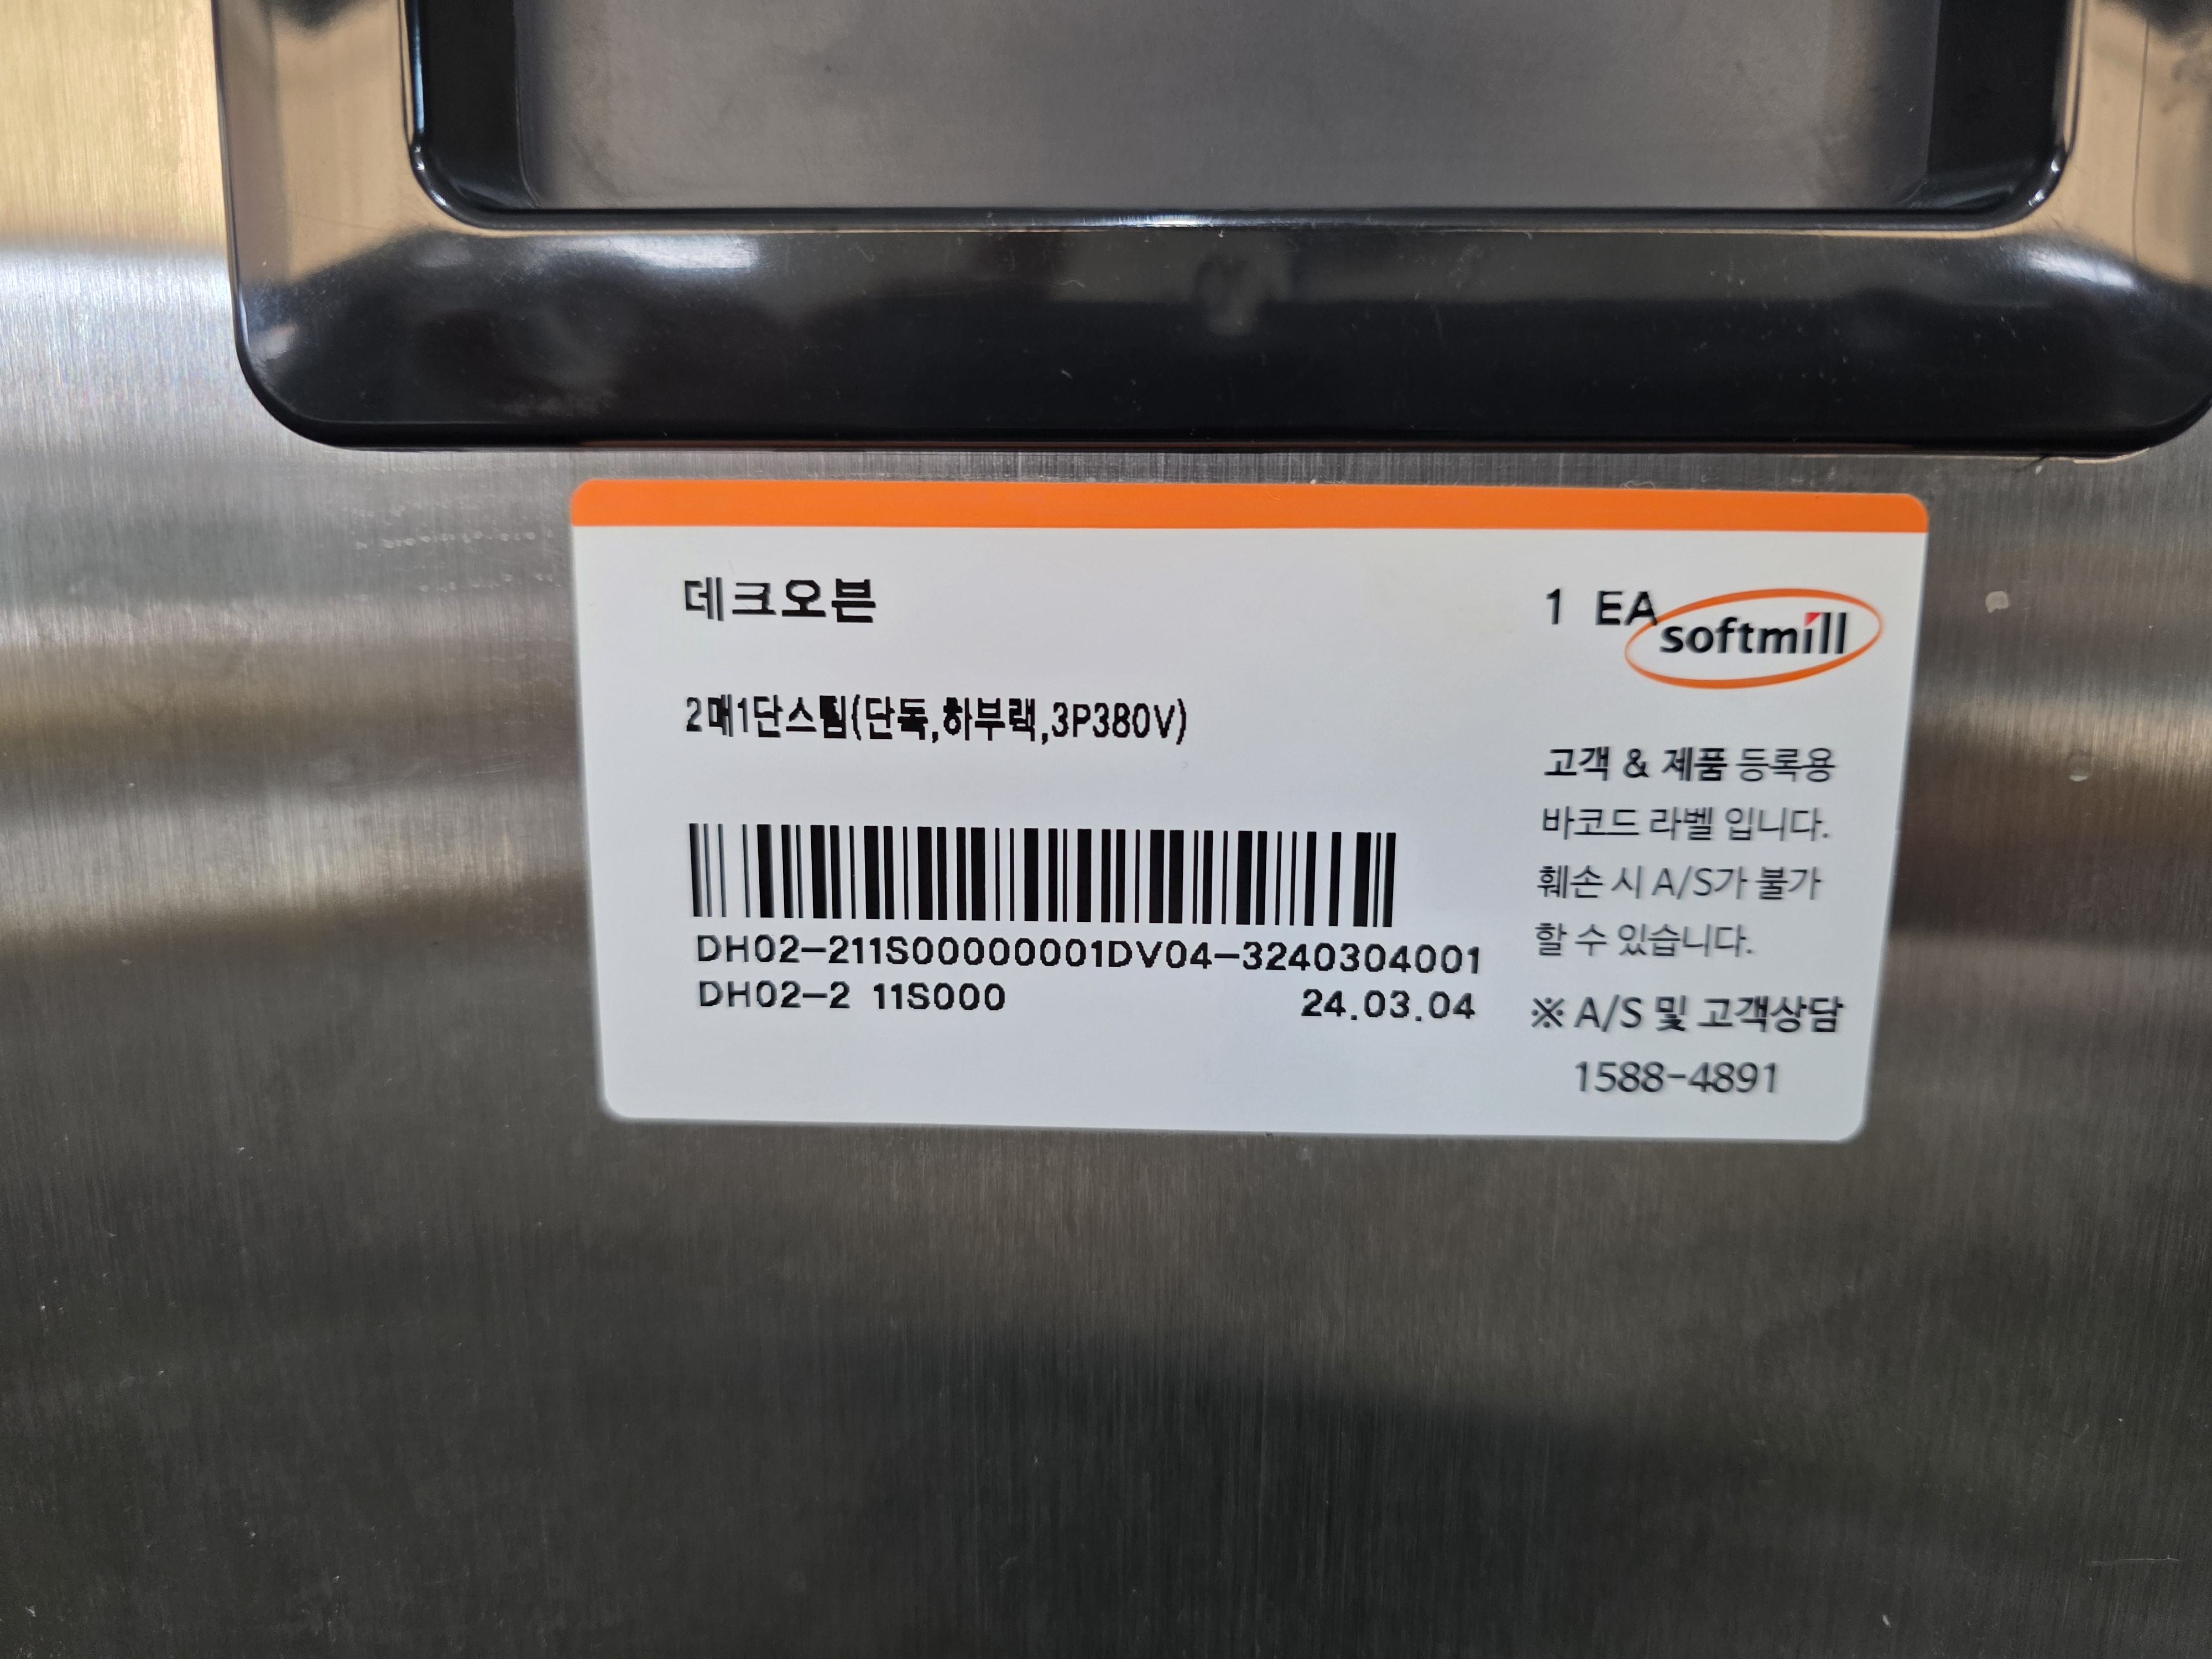 데크오븐
1 EA
softmill
2매1단스팀(단독,하부랙,3P380V)
DH02-211S00000001DV04-3240304001
DH02-2 11S000
24.03.04
고객 & 제품 등록용
바코드 라벨 입니다.
훼손 시 A/S가 불가
할 수 있습니다.
※ A/S 및 고객상담
1588-4891